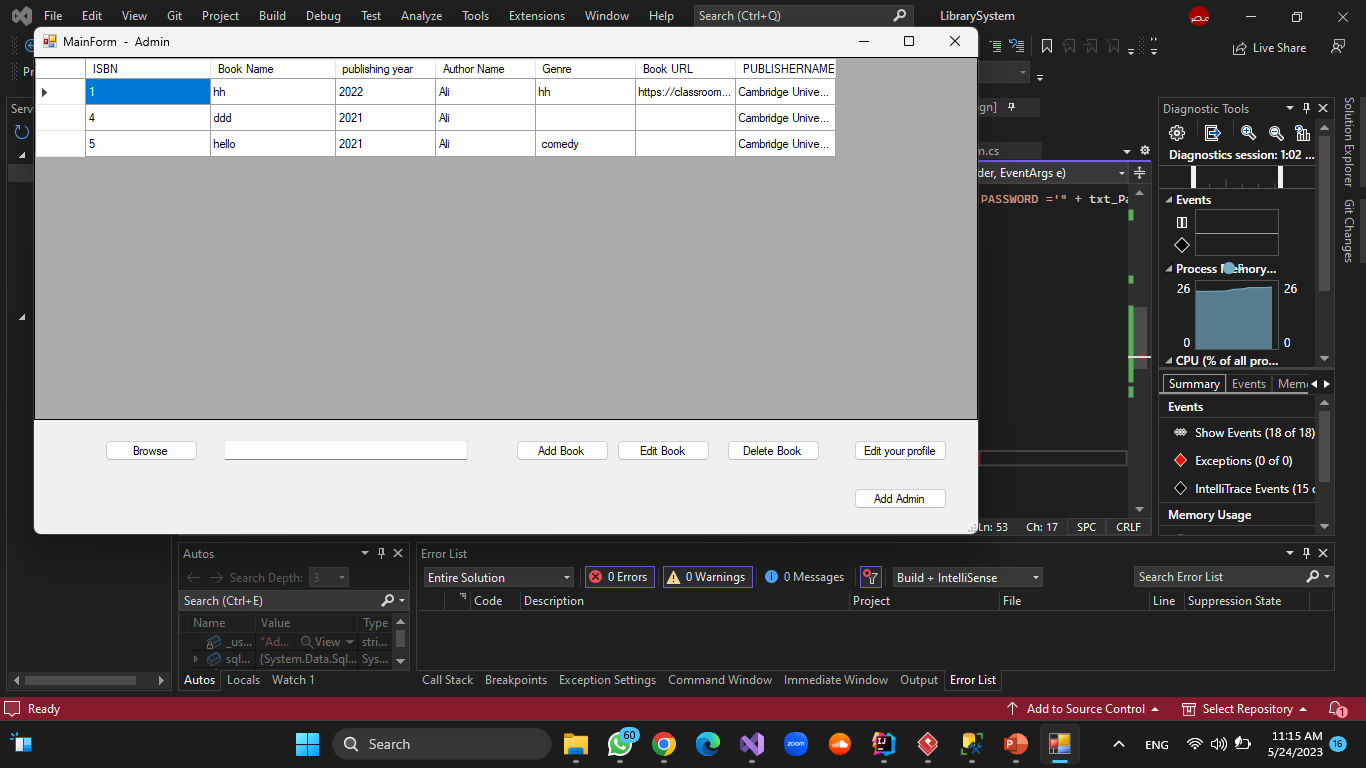 File Edit View Git Project Build Debug Test Analyze Tools Extensions Window Help Search (Ctrl+Q) LibrarySystem
MainForm - Admin
Live Share
ISBN Book Name publishing year Author Name Genre Book URL PUBLISHERNAME
1 hh 2022 Ali hh https://classroom... Cambridge Unive...
4 ddd 2021 Ali Cambridge Unive...
5 hello 2021 Ali comedy Cambridge Unive...
Browse Add Book Edit Book Delete Book Edit your profile
Add Admin
Pr
Serv
ign]
m.cs
der, EventArgs e)
PASSWORD ='" + txt_Pa
Ln: 53 Ch: 17 SPC CRLF
Diagnostic Tools
Diagnostics session: 1:02 ...
Events
Process Memory...
26 26
0 0
CPU (% of all pro...
Summary Events Mem
Events
Show Events (18 of 18)
Exceptions (0 of 0)
IntelliTrace Events (15 o
Memory Usage
Solution Explorer
Git Changes
Autos
Search Depth: 3
Search (Ctrl+E)
Name Value Type
_us... "Ad... View stri...
sql... {System.Data.Sql... Sys...
Autos Locals Watch 1
Error List
Entire Solution 0 Errors 0 Warnings 0 Messages Build + IntelliSense Search Error List
Code Description Project File Line Suppression State
Call Stack Breakpoints Exception Settings Command Window Immediate Window Output Error List
Ready Add to Source Control Select Repository 1
Search 60 zoom ENG 11:15 AM
5/24/2023 16